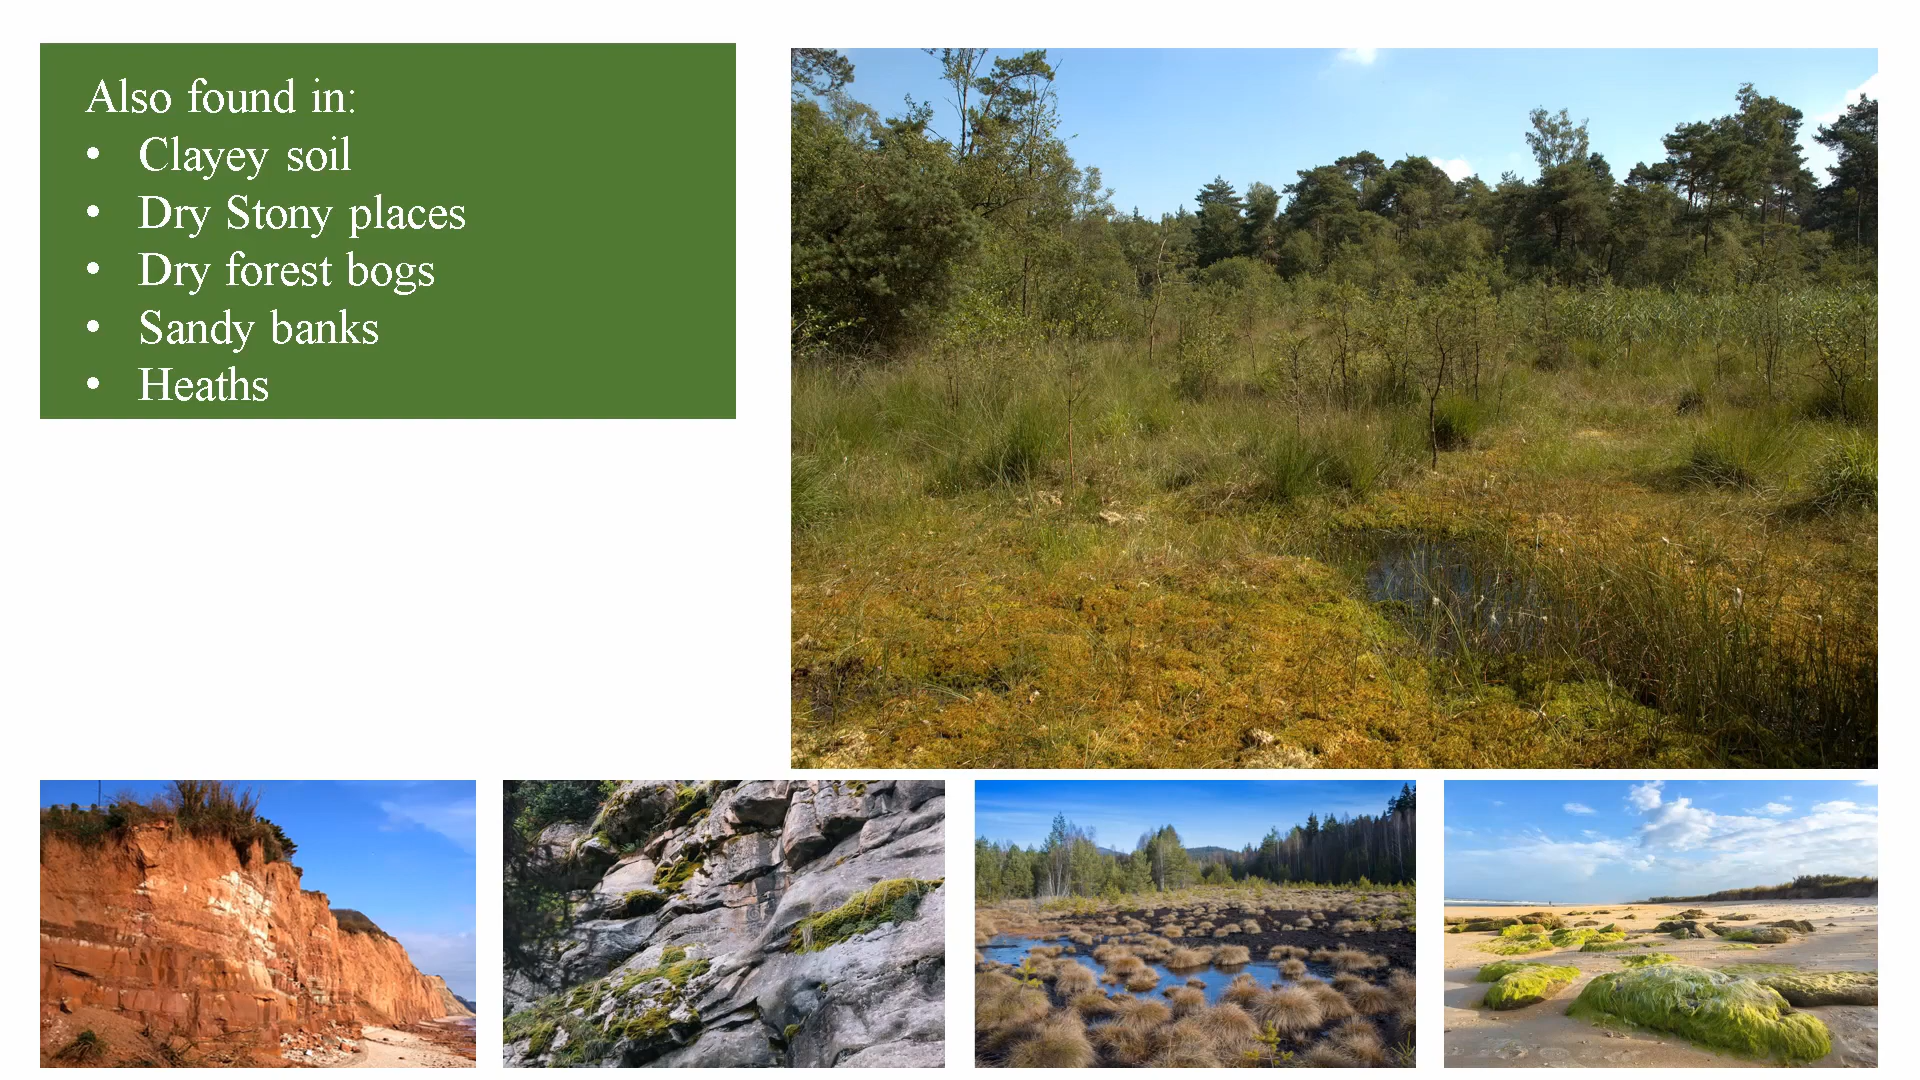 Also found in:
• Clayey soil
• Dry Stony places
• Dry forest bogs
• Sandy banks
• Heaths